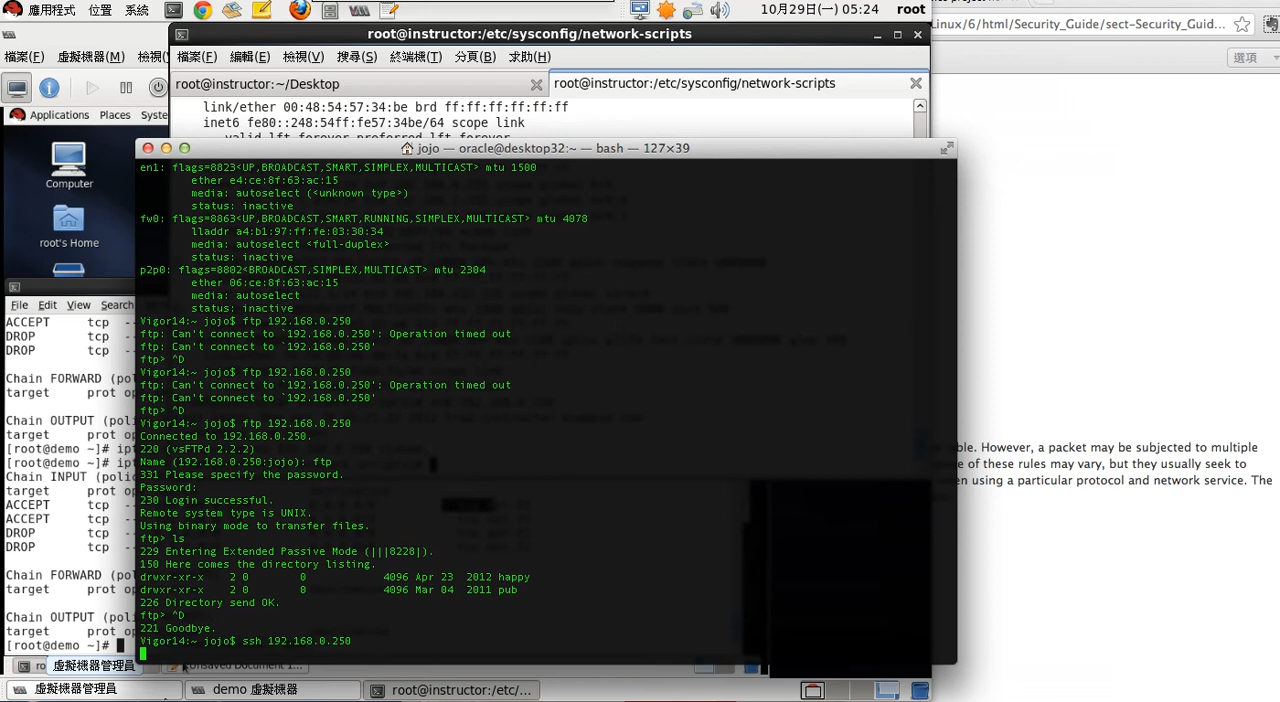 應用程式 位置 系統
10月29日(一) 05:24 root
Linux/6/html/Security_Guide/sect-Security_Guid...
root@instructor:/etc/sysconfig/network-scripts
檔案(F) 虛擬機器(M) 檢視
檔案(F) 編輯(E) 檢視(V) 搜尋(S) 終端機(T) 分頁(B) 求助(H)
選項
root@instructor:~/Desktop
root@instructor:/etc/sysconfig/network-scripts
link/ether 00:48:54:57:34:be brd ff:ff:ff:ff:ff:ff
inet6 fe80::248:54ff:fe57:34be/64 scope link
valid_lft forever preferred_lft forever
Applications Places Syste
Computer
root's Home
jojo — oracle@desktop32:~ — bash — 127×39
en1: flags=8823<UP,BROADCAST,SMART,SIMPLEX,MULTICAST> mtu 1500
ether e4:ce:8f:63:ac:15
media: autoselect (<unknown type>)
status: inactive
fw0: flags=8863<UP,BROADCAST,SMART,RUNNING,SIMPLEX,MULTICAST> mtu 4078
lladdr a4:b1:97:ff:fe:03:30:34
media: autoselect <full-duplex>
status: inactive
p2p0: flags=8802<BROADCAST,SIMPLEX,MULTICAST> mtu 2304
ether 06:ce:8f:63:ac:15
media: autoselect
status: inactive
Vigor14:~ jojo$ ftp 192.168.0.250
ftp: Can't connect to `192.168.0.250': Operation timed out
ftp: Can't connect to `192.168.0.250'
ftp> ^D
Vigor14:~ jojo$ ftp 192.168.0.250
ftp: Can't connect to `192.168.0.250': Operation timed out
ftp: Can't connect to `192.168.0.250'
ftp> ^D
Vigor14:~ jojo$ ftp 192.168.0.250
Connected to 192.168.0.250.
220 (vsFTPd 2.2.2)
Name (192.168.0.250:jojo): ftp
331 Please specify the password.
Password:
230 Login successful.
Remote system type is UNIX.
Using binary mode to transfer files.
ftp> ls
229 Entering Extended Passive Mode (|||8228|).
150 Here comes the directory listing.
drwxr-xr-x 2 0 0 4096 Apr 23 2012 happy
drwxr-xr-x 2 0 0 4096 Mar 04 2011 pub
226 Directory send OK.
ftp> ^D
221 Goodbye.
Vigor14:~ jojo$ ssh 192.168.0.250
File Edit View Search
ACCEPT tcp --
DROP tcp --
DROP tcp --
Chain FORWARD (pol
target prot op
Chain OUTPUT (polic
target prot op
[root@demo ~]# ipt
[root@demo ~]# ipt
Chain INPUT (polic
target prot op
ACCEPT tcp --
ACCEPT tcp --
DROP tcp --
DROP tcp --
Chain FORWARD (pol
target prot op
Chain OUTPUT (poli
target prot op
[root@demo ~]#
table. However, a packet may be subjected to multiple
of these rules may vary, but they usually seek to
when using a particular protocol and network service. The
虛擬機器管理員
Unsaved Document 1...
虛擬機器管理員
demo 虛擬機器
root@instructor:/etc/...